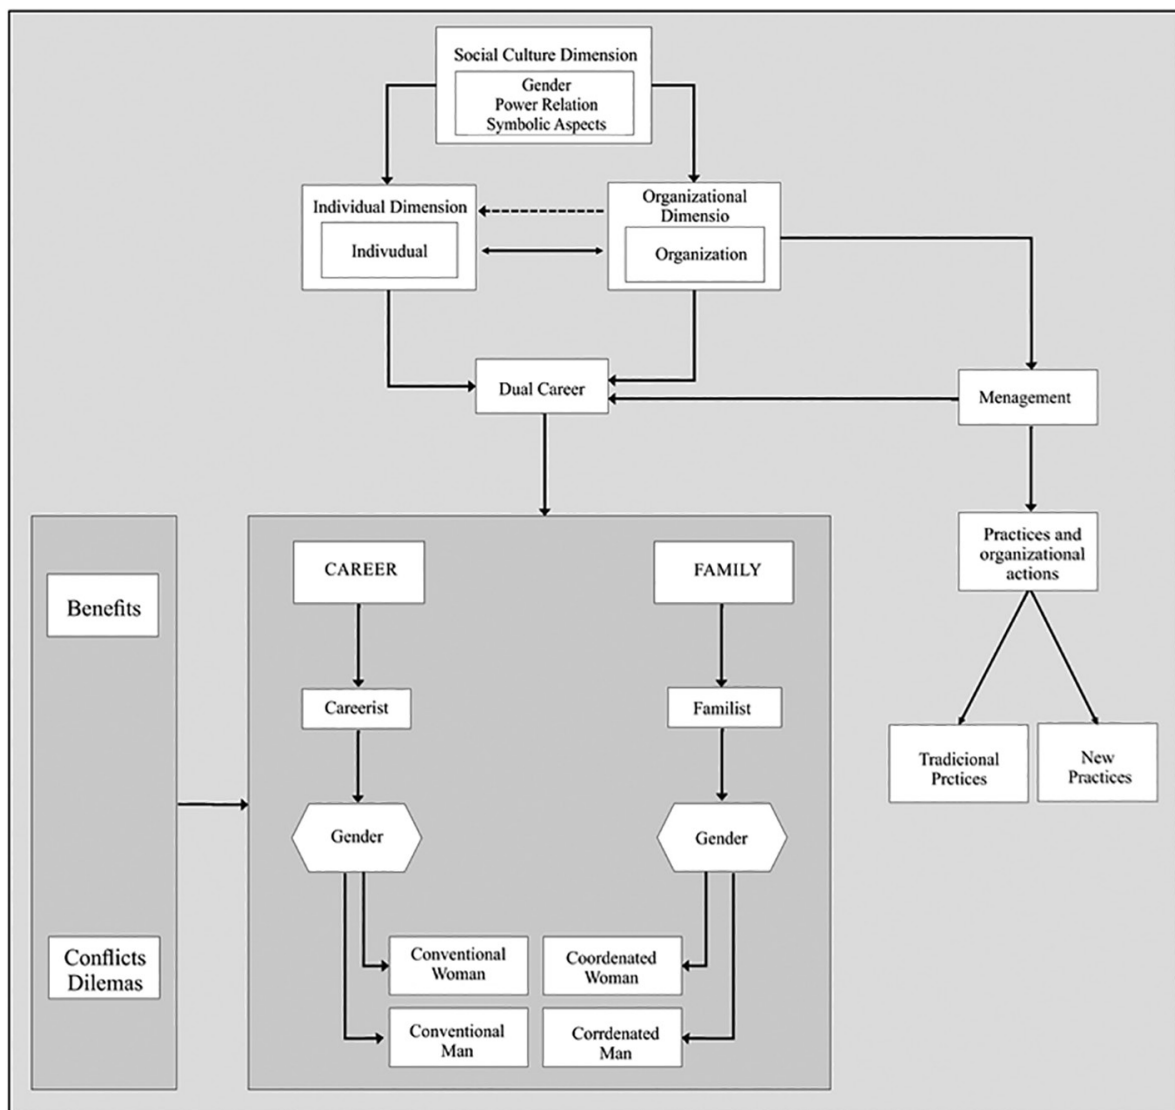 Social Culture Dimension
Gender
Power Relation
Symbolic Aspects
Individual Dimension
Indivudual
Organizational
Dimensio
Organization
Dual Career
Menagement
Practices and
organizational
actions
Tradicional
Prctices
New
Practices
Benefits
Conflicts
Dilemas
CAREER
FAMILY
Careerist
Familist
Gender
Gender
Conventional
Woman
Coordenated
Woman
Conventional
Man
Corrdenated
Man